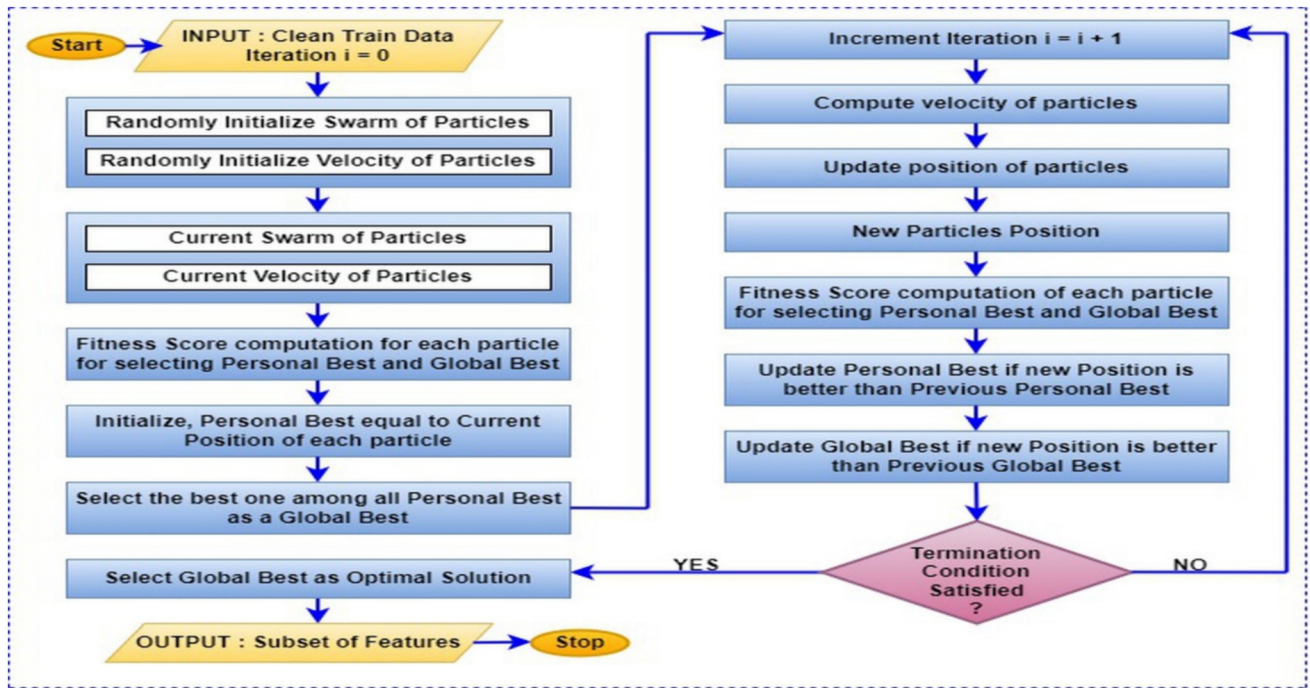 Start
INPUT : Clean Train Data
Iteration i = 0
Randomly Initialize Swarm of Particles
Randomly Initialize Velocity of Particles
Current Swarm of Particles
Current Velocity of Particles
Fitness Score computation for each particle
for selecting Personal Best and Global Best
Initialize, Personal Best equal to Current
Position of each particle
Select the best one among all Personal Best
as a Global Best
Increment Iteration i = i + 1
Compute velocity of particles
Update position of particles
New Particles Position
Fitness Score computation of each particle
for selecting Personal Best and Global Best
Update Personal Best if new Position is
better than Previous Personal Best
Update Global Best if new Position is better
than Previous Global Best
Termination
Condition
Satisfied
?
NO
YES
Select Global Best as Optimal Solution
OUTPUT : Subset of Features
Stop